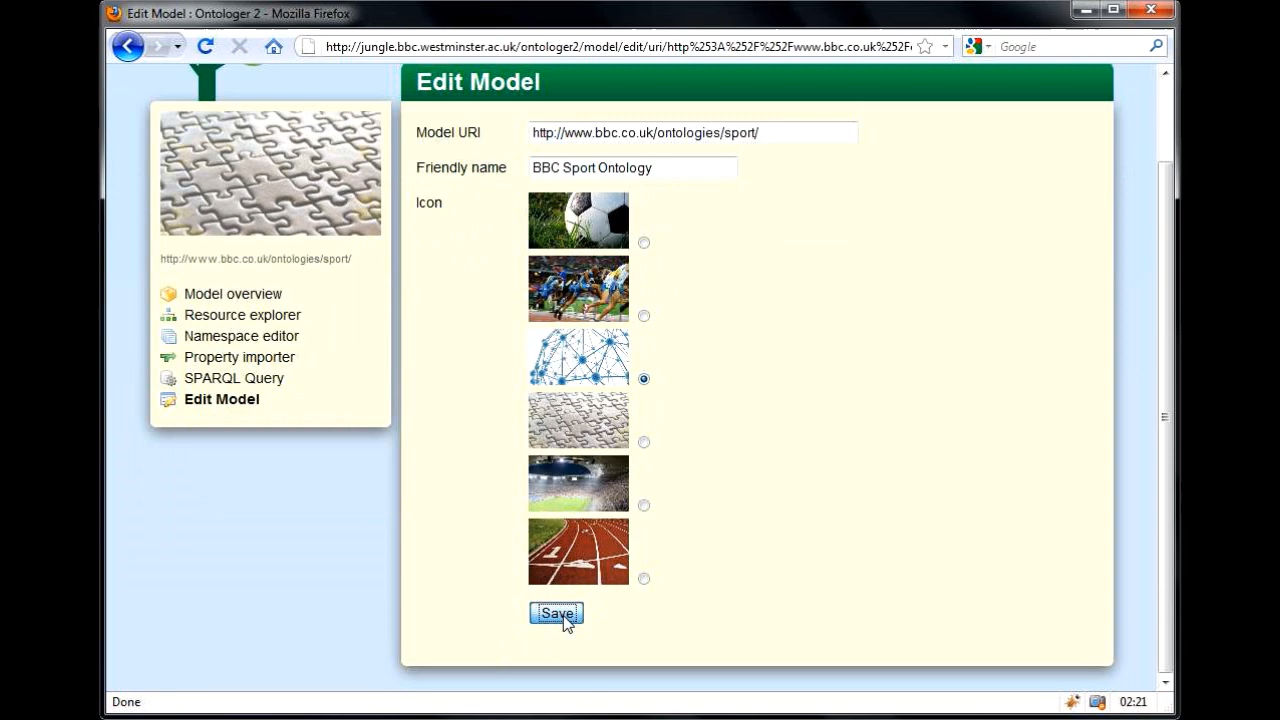 Edit Model : Ontologer 2 - Mozilla Firefox
http://jungle.bbc.westminster.ac.uk/ontologer2/model/edit/uri/http%253A%252F%252Fwww.bbc.co.uk%252F
Google
Edit Model
Model URI
http://www.bbc.co.uk/ontologies/sport/
Friendly name
BBC Sport Ontology
Icon
http://www.bbc.co.uk/ontologies/sport/
Model overview
Resource explorer
Namespace editor
Property importer
SPARQL Query
Edit Model
1
Save
Done
02:21